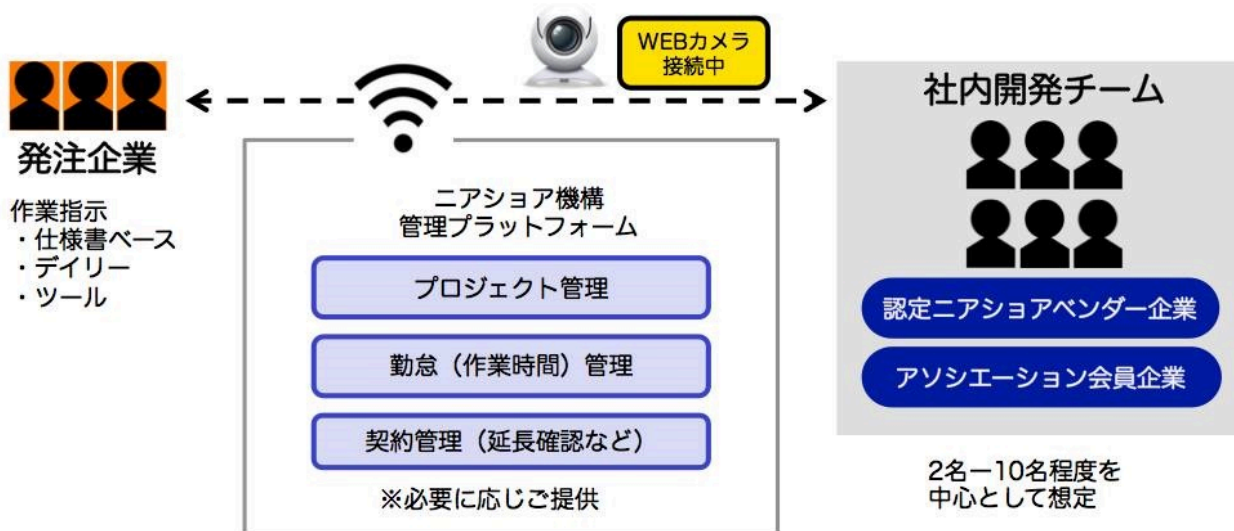 WEBカメラ
接続中
発注企業
作業指示
・仕様書ベース
・デイリー
・ツール
ニアショア機構
管理プラットフォーム
プロジェクト管理
勤怠（作業時間）管理
契約管理（延長確認など）
※必要に応じご提供
社内開発チーム
認定ニアショアベンダー企業
アソシエーション会員企業
2名ー10名程度を
中心として想定